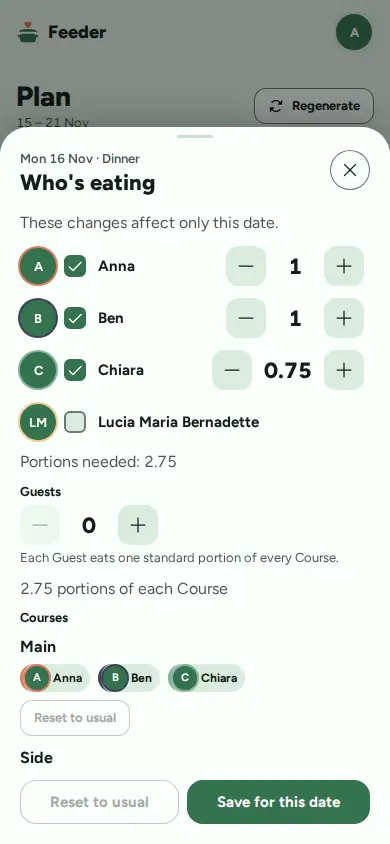 Feeder
A
Plan
15 – 21 Nov
Regenerate
Mon 16 Nov · Dinner
Who's eating
These changes affect only this date.
A Anna 1
B Ben 1
C Chiara 0.75
LM Lucia Maria Bernadette
Portions needed: 2.75
Guests
0
Each Guest eats one standard portion of every Course.
2.75 portions of each Course
Courses
Main
A Anna B Ben C Chiara
Reset to usual
Side
Reset to usual Save for this date